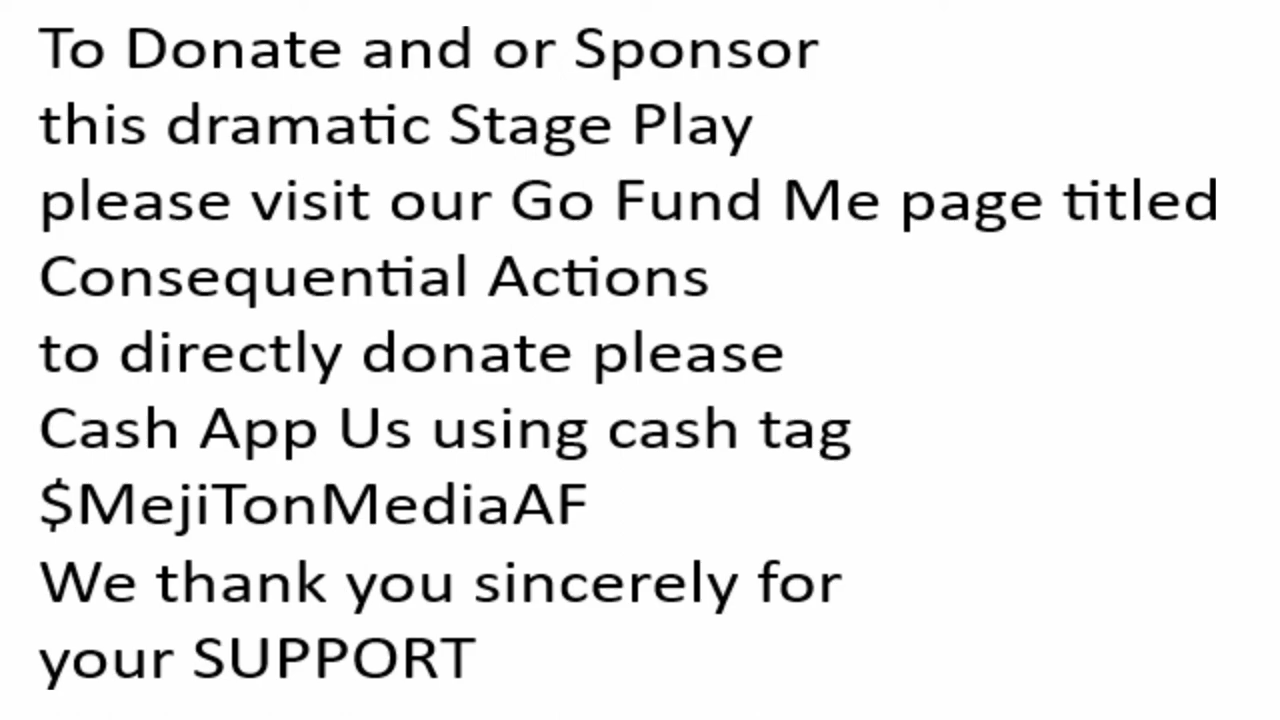 To Donate and or Sponsor
this dramatic Stage Play
please visit our Go Fund Me page titled
Consequential Actions
to directly donate please
Cash App Us using cash tag
$MejiTonMediaAF
We thank you sincerely for
your SUPPORT